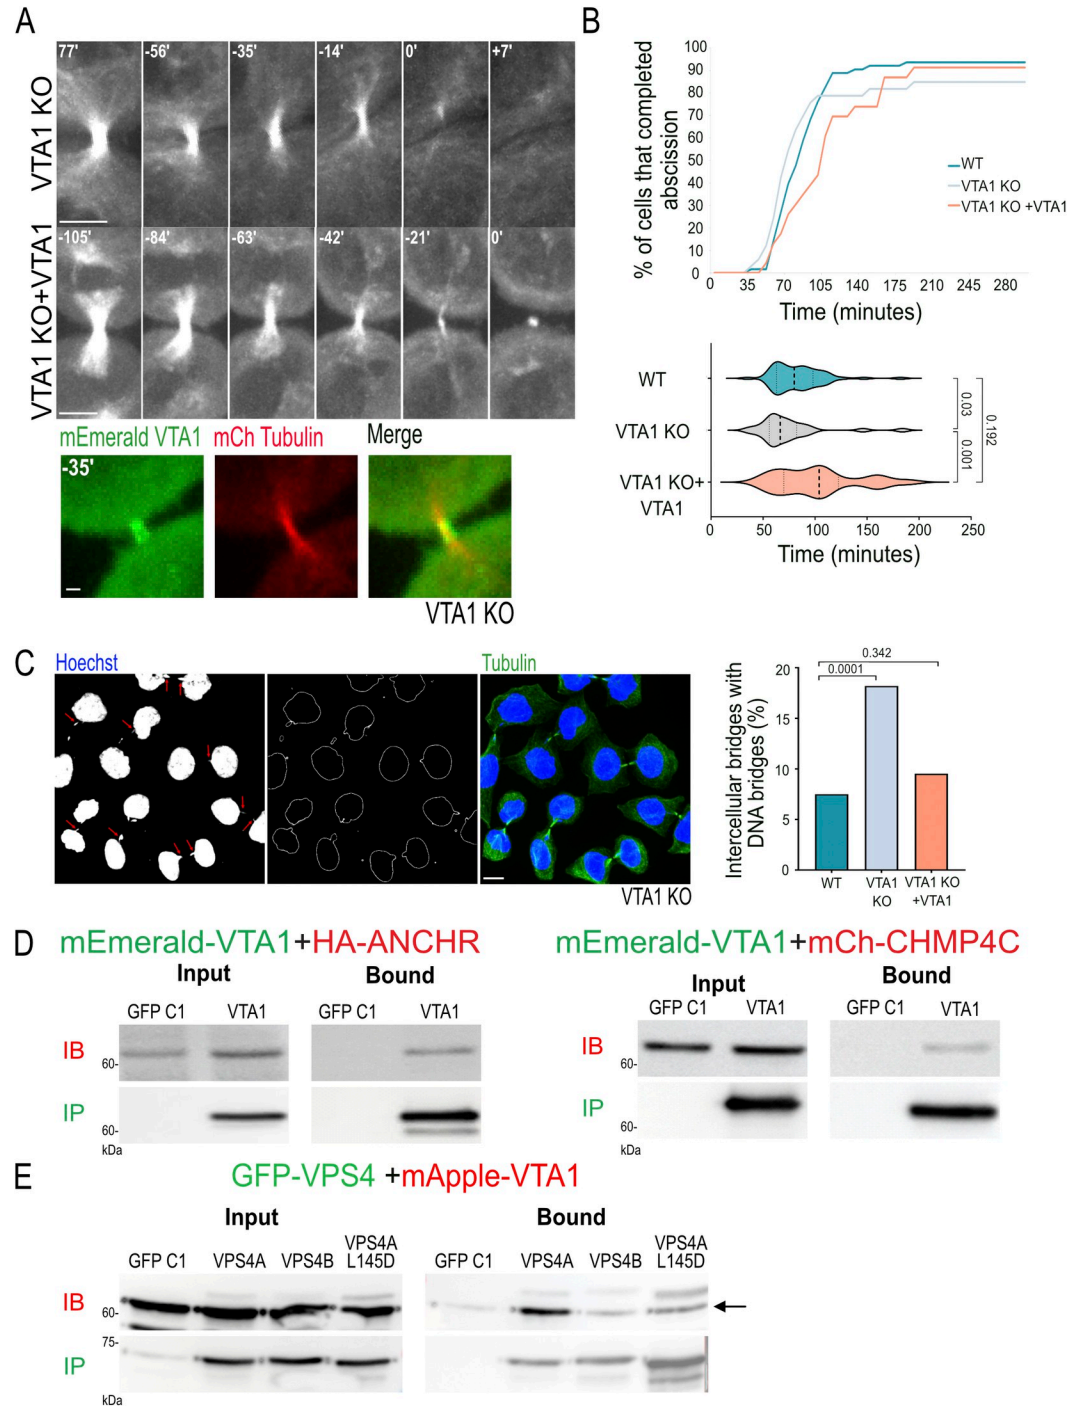 A
VTA1 KO
77'
-56'
-35'
-14'
0'
+7'
VTA1 KO+VTA1
-105'
-84'
-63'
-42'
-21'
0'
mEmerald VTA1
mCh Tubulin
Merge
-35'
VTA1 KO
B
% of cells that completed
abscission
100
90
80
70
60
50
40
30
20
10
0
0 35 70 105 140 175 210 245 280
Time (minutes)
WT
VTA1 KO
VTA1 KO +VTA1
WT
VTA1 KO
VTA1 KO+
VTA1
0.03
0.001
0.192
0 50 100 150 200 250
Time (minutes)
C
Hoechst
Tubulin
VTA1 KO
Intercellular bridges with
DNA bridges (%)
20
15
10
5
0
0.342
0.0001
WT
VTA1
KO
VTA1 KO
+VTA1
D
mEmerald-VTA1+HA-ANCHR
Input
Bound
GFP C1
VTA1
GFP C1
VTA1
IB
60-
IP
60-
kDa
mEmerald-VTA1+mCh-CHMP4C
Input
Bound
GFP C1
VTA1
GFP C1
VTA1
IB
60-
IP
60-
kDa
E
GFP-VPS4 +mApple-VTA1
Input
Bound
GFP C1
VPS4A
VPS4B
VPS4A
L145D
GFP C1
VPS4A
VPS4B
VPS4A
L145D
IB
60-
75-
IP
kDa